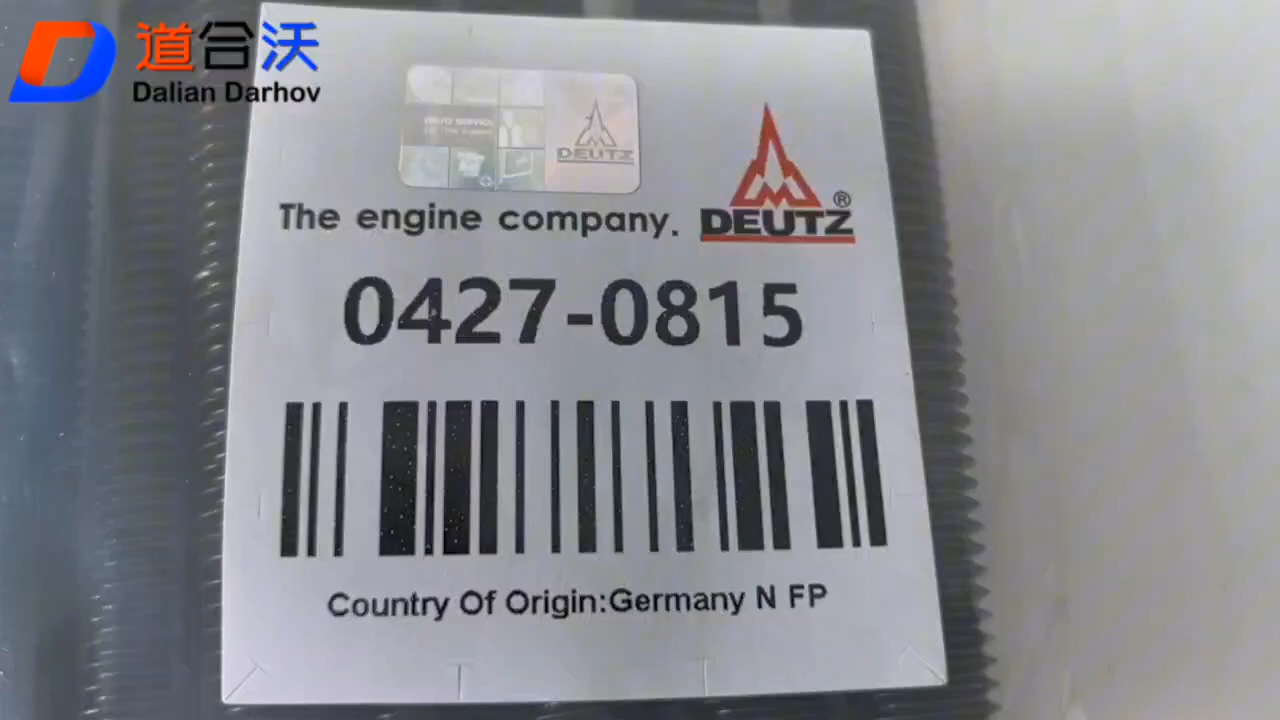 道合沃
Dalian Darhov
DEUTZ
The engine company.
DEUTZ®
0427-0815
Country Of Origin:Germany N FP